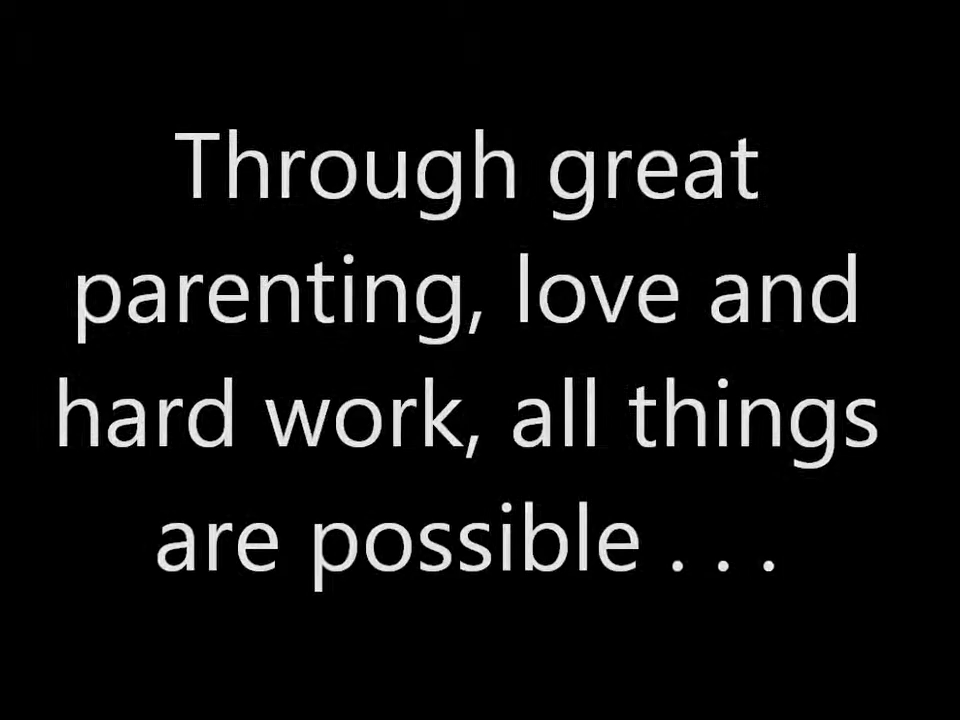 Through great
parenting, love and
hard work, all things
are possible . . .